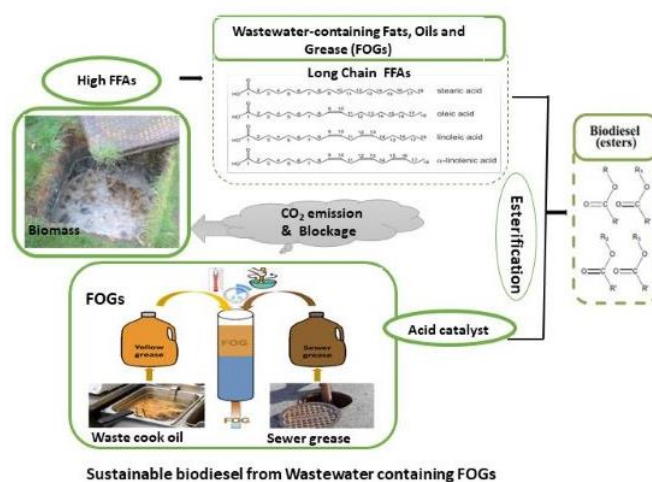 Wastewater-containing Fats, Oils and
Grease (FOGs)
High FFAs
Long Chain FFAs
stearic acid
oleic acid
linoleic acid
α-linolenic acid
Biomass
CO₂ emission
& Blockage
Esterification
Biodiesel
(esters)
FOGs
Yellow
grease
FOG
Sewer
grease
FOG
Acid catalyst
Waste cook oil
Sewer grease
Sustainable biodiesel from Wastewater containing FOGs